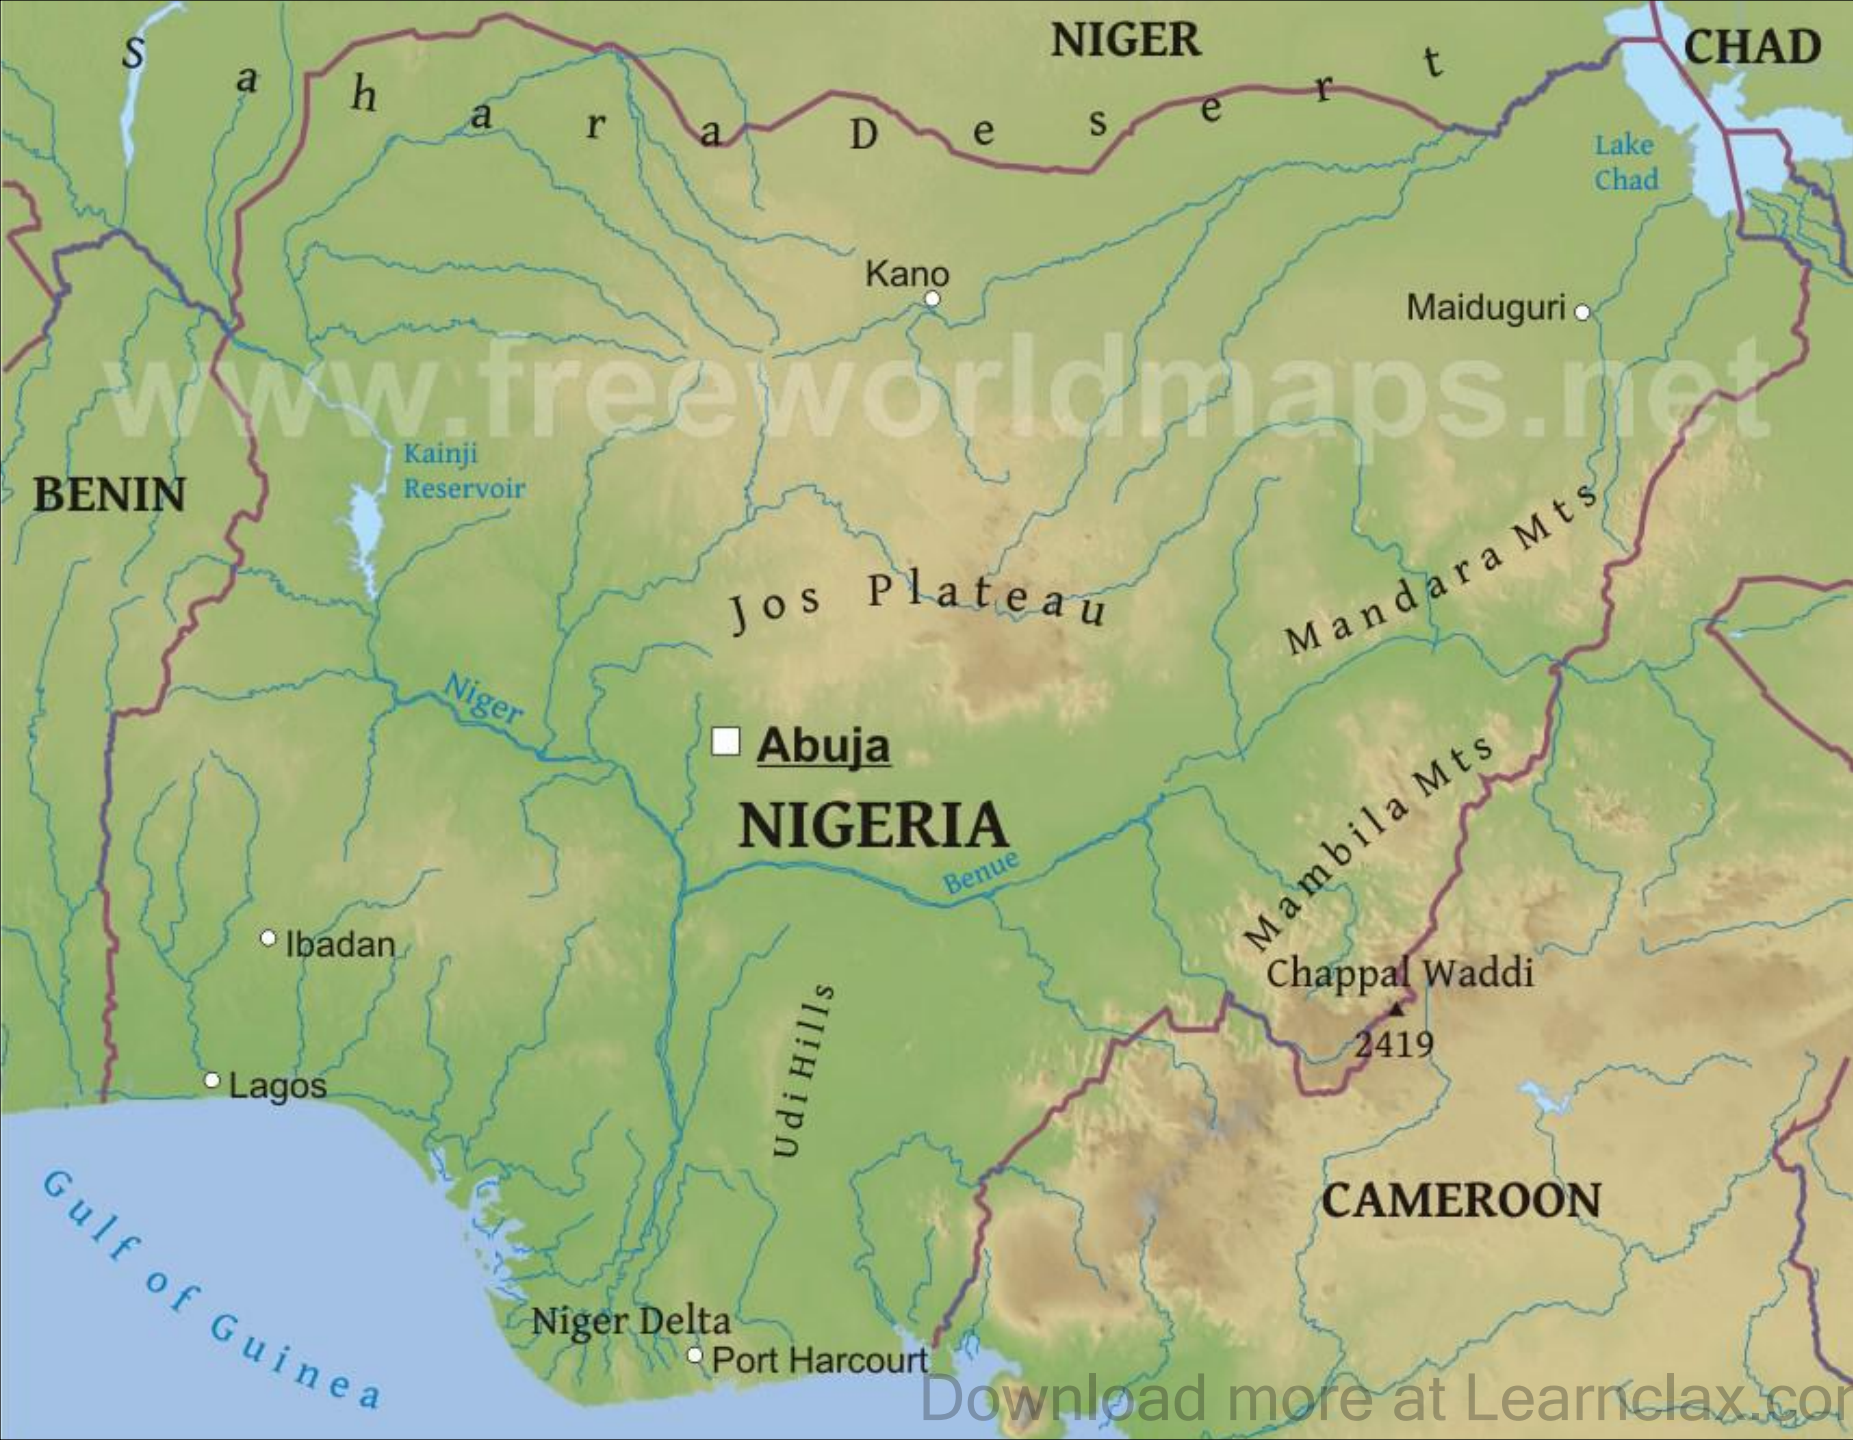 NIGER
CHAD
Sahara Desert
Lake
Chad
Kano
Maiduguri
www.freeworldmaps.net
Kainji
Reservoir
BENIN
Jos Plateau
Mandara Mts
Niger
Abuja
NIGERIA
Benue
Mambila Mts
Ibadan
Chappal Waddi
2419
Udi Hills
Lagos
CAMEROON
Gulf of Guinea
Niger Delta
Port Harcourt
Download more at Learnclax.cor